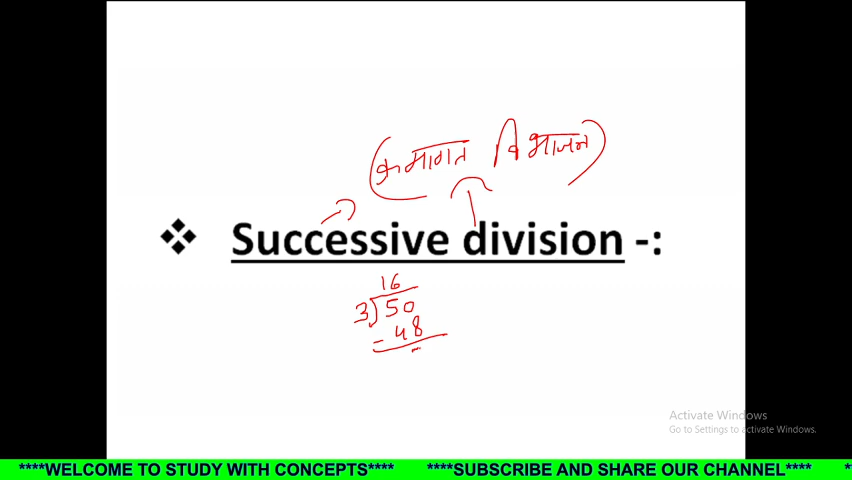 (क्रमागत विभाजन)
❖ Successive division -:
16
3)50
- 48
Activate Windows
Go to Settings to activate Windows.
****WELCOME TO STUDY WITH CONCEPTS**** ****SUBSCRIBE AND SHARE OUR CHANNEL**** **